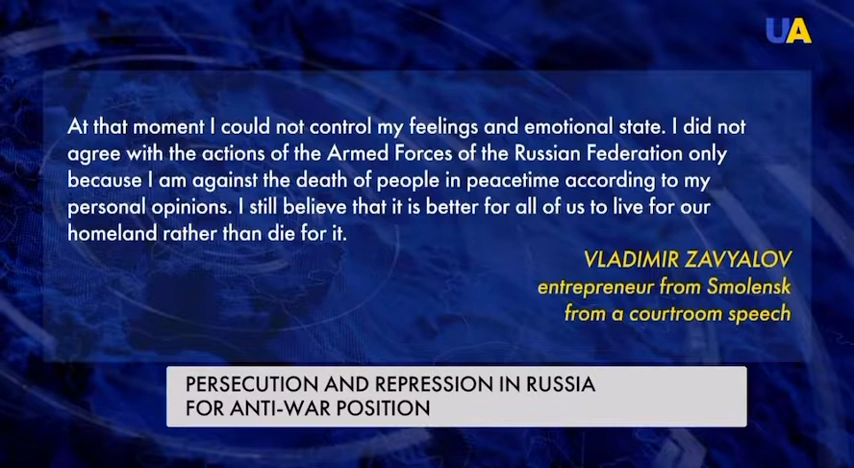 UA
At that moment I could not control my feelings and emotional state. I did not
agree with the actions of the Armed Forces of the Russian Federation only
because I am against the death of people in peacetime according to my
personal opinions. I still believe that it is better for all of us to live for our
homeland rather than die for it.
VLADIMIR ZAVYALOV
entrepreneur from Smolensk
from a courtroom speech
PERSECUTION AND REPRESSION IN RUSSIA
FOR ANTI-WAR POSITION